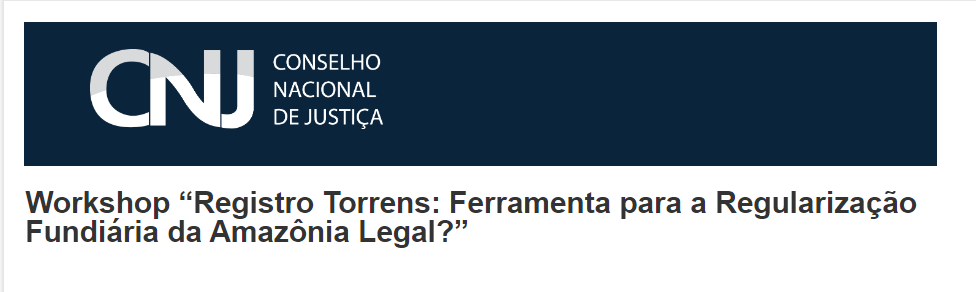 CNJ
CONSELHO
NACIONAL
DE JUSTIÇA
Workshop “Registro Torrens: Ferramenta para a Regularização
Fundiária da Amazônia Legal?”